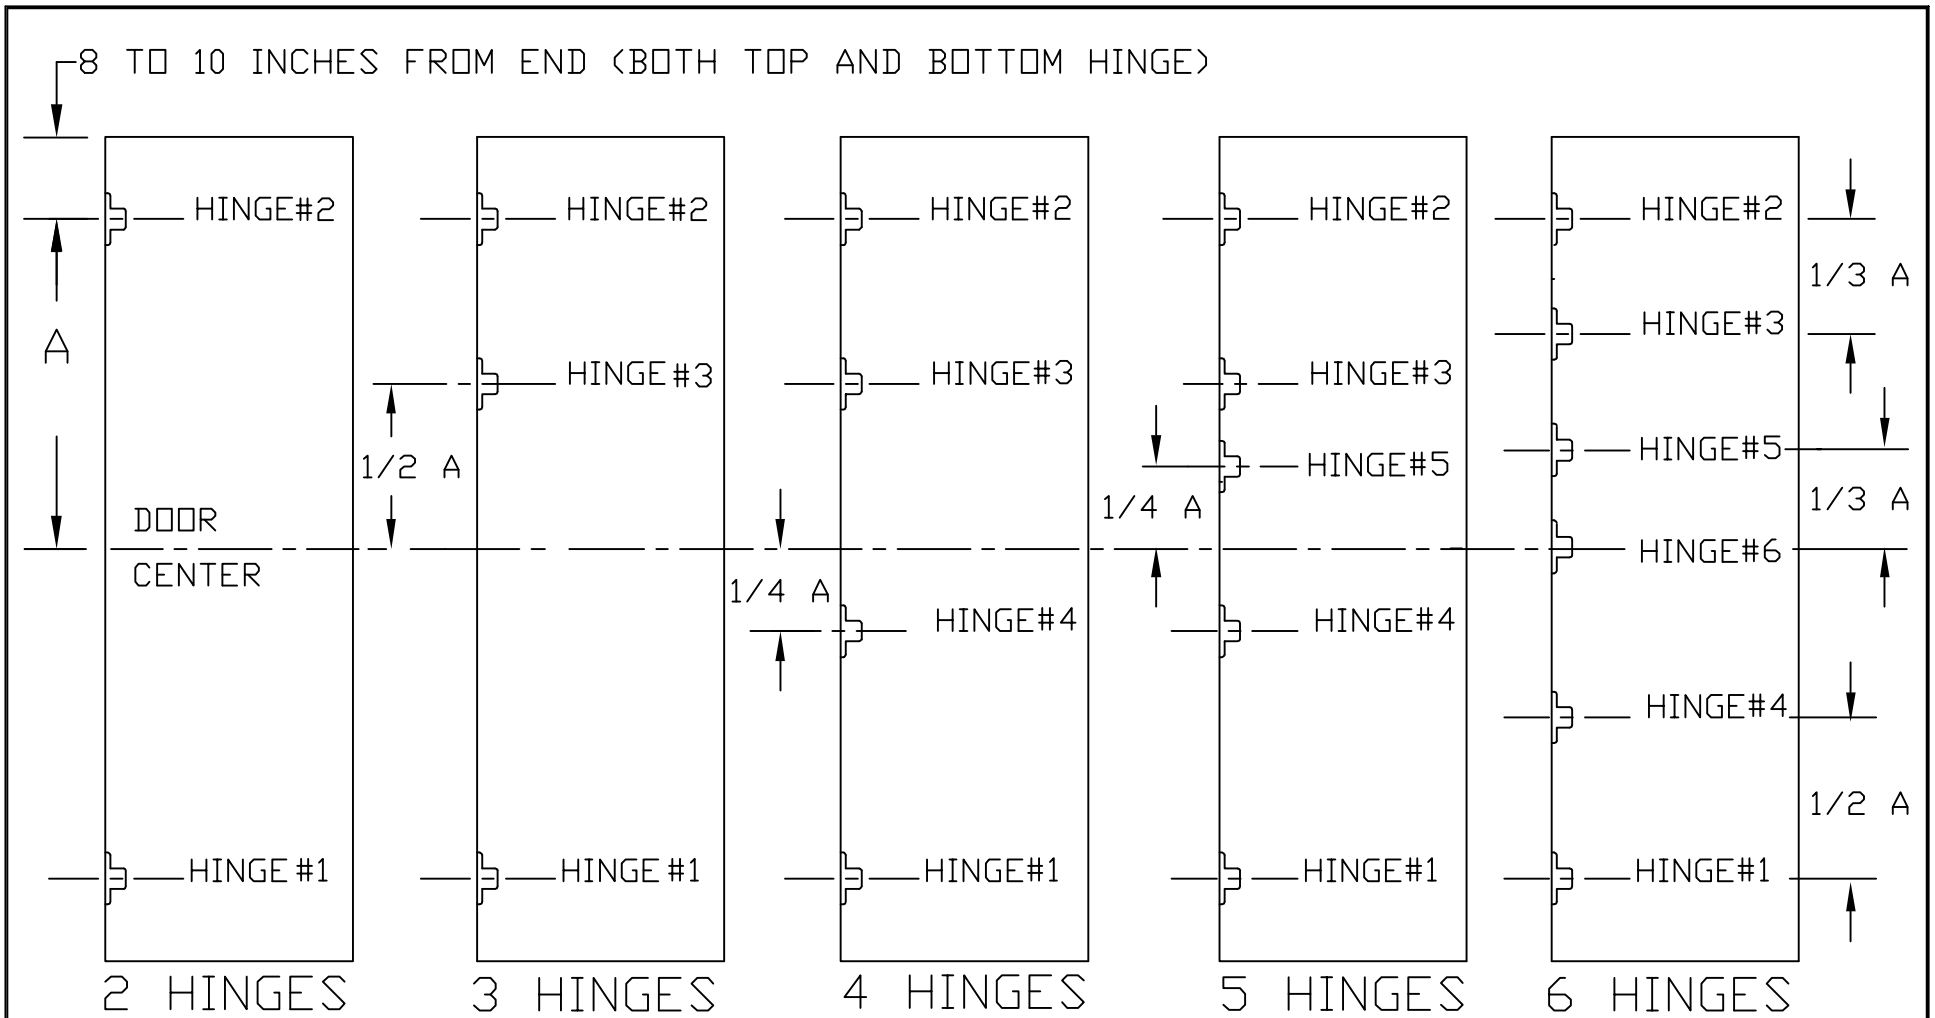 8 TO 10 INCHES FROM END (BOTH TOP AND BOTTOM HINGE)
HINGE#2
A
DOOR
CENTER
HINGE#1
2 HINGES
HINGE#2
HINGE#3
1/2 A
HINGE#1
3 HINGES
HINGE#2
HINGE#3
1/4 A
HINGE#4
HINGE#1
4 HINGES
HINGE#2
HINGE#3
HINGE#5
1/4 A
HINGE#4
HINGE#1
5 HINGES
HINGE#2
1/3 A
HINGE#3
HINGE#5
1/3 A
HINGE#6
HINGE#4
1/2 A
HINGE#1
6 HINGES